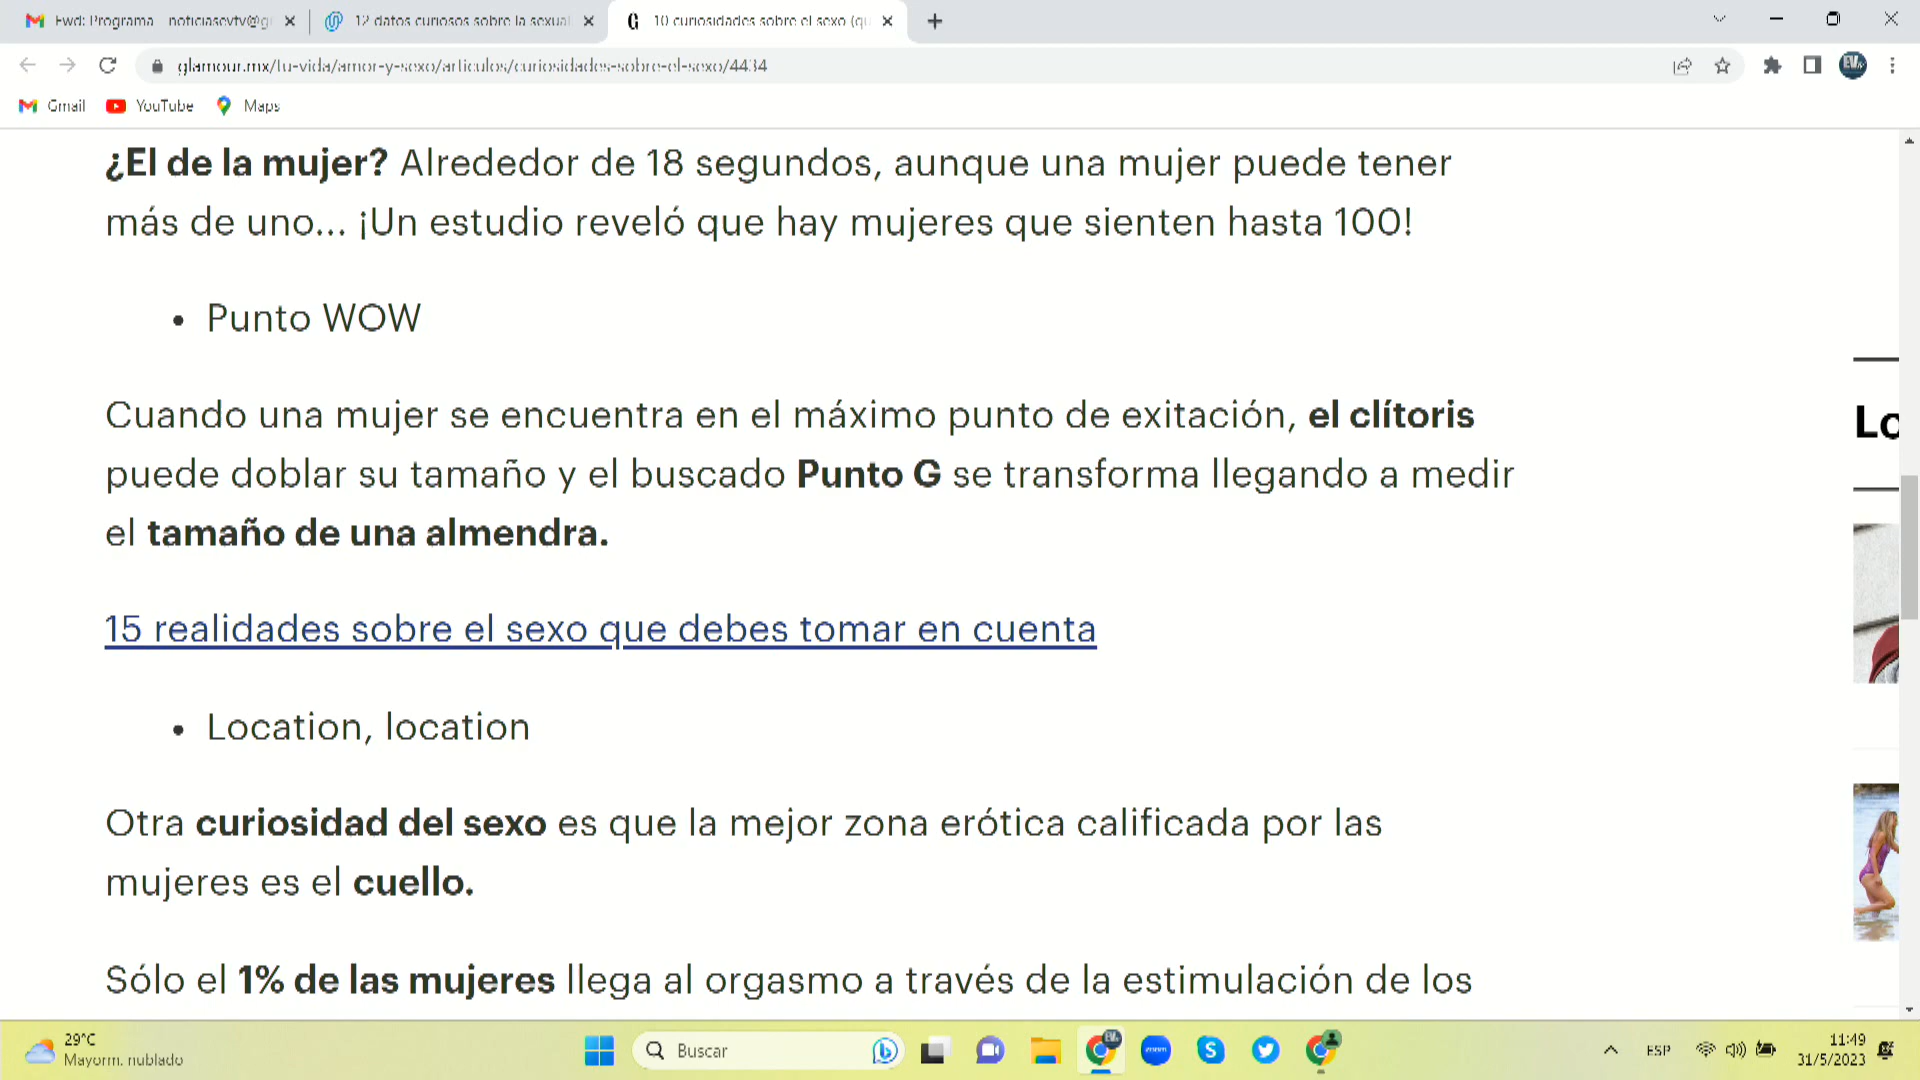 Fwd: Programa - noticiasevtv@g
12 datos curiosos sobre la sexual
G 10 curiosidades sobre el sexo (qu
glamour.mx/tu-vida/amor-y-sexo/articulos/curiosidades-sobre-el-sexo/4434
EV
Gmail YouTube Maps
¿El de la mujer? Alrededor de 18 segundos, aunque una mujer puede tener
más de uno... ¡Un estudio reveló que hay mujeres que sienten hasta 100!
• Punto WOW
Cuando una mujer se encuentra en el máximo punto de exitación, el clítoris
puede doblar su tamaño y el buscado Punto G se transforma llegando a medir
el tamaño de una almendra.
15 realidades sobre el sexo que debes tomar en cuenta
• Location, location
Otra curiosidad del sexo es que la mejor zona erótica calificada por las
mujeres es el cuello.
Sólo el 1% de las mujeres llega al orgasmo a través de la estimulación de los
Lo
29°C
Mayorm. nublado
Buscar
zoom
ESP
11:49
31/5/2023